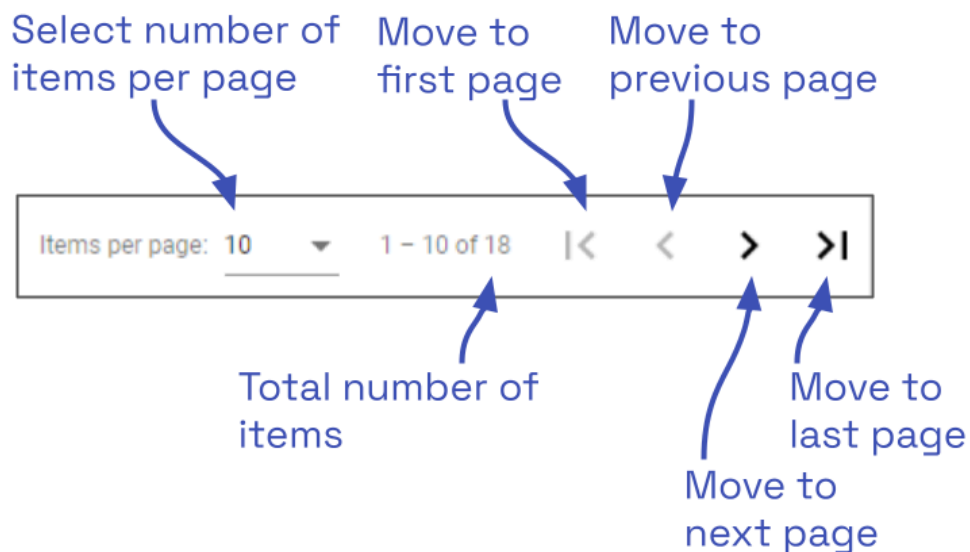 Select number of
items per page
Move to
first page
Move to
previous page
Items per page: 10 1 – 10 of 18
Total number of
items
Move to
last page
Move to
next page